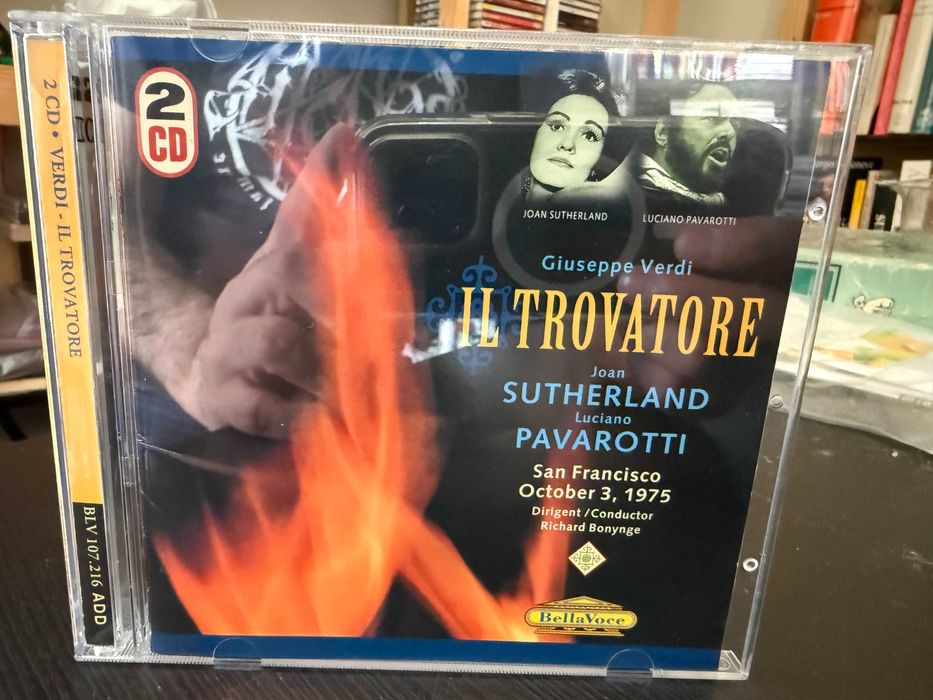 2 CD • VERDI - IL TROVATORE
BLV 107.216 ADD
2
CD
JOAN SUTHERLAND
LUCIANO PAVAROTTI
Giuseppe Verdi
IL TROVATORE
Joan
SUTHERLAND
Luciano
PAVAROTTI
San Francisco
October 3, 1975
Dirigent / Conductor
Richard Bonynge
BellaVoce